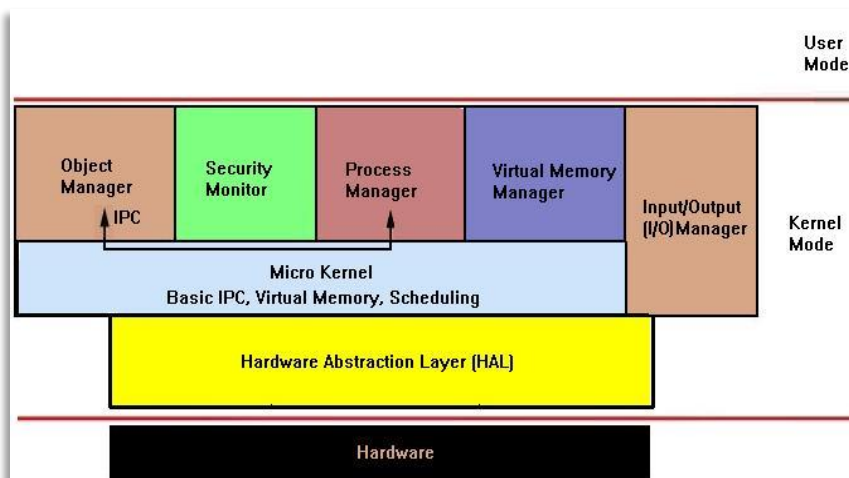 User
Mode
Object
Manager
IPC
Security
Monitor
Process
Manager
Virtual Memory
Manager
Input/Output
(I/O)Manager
Kernel
Mode
Micro Kernel
Basic IPC, Virtual Memory, Scheduling
Hardware Abstraction Layer (HAL)
Hardware